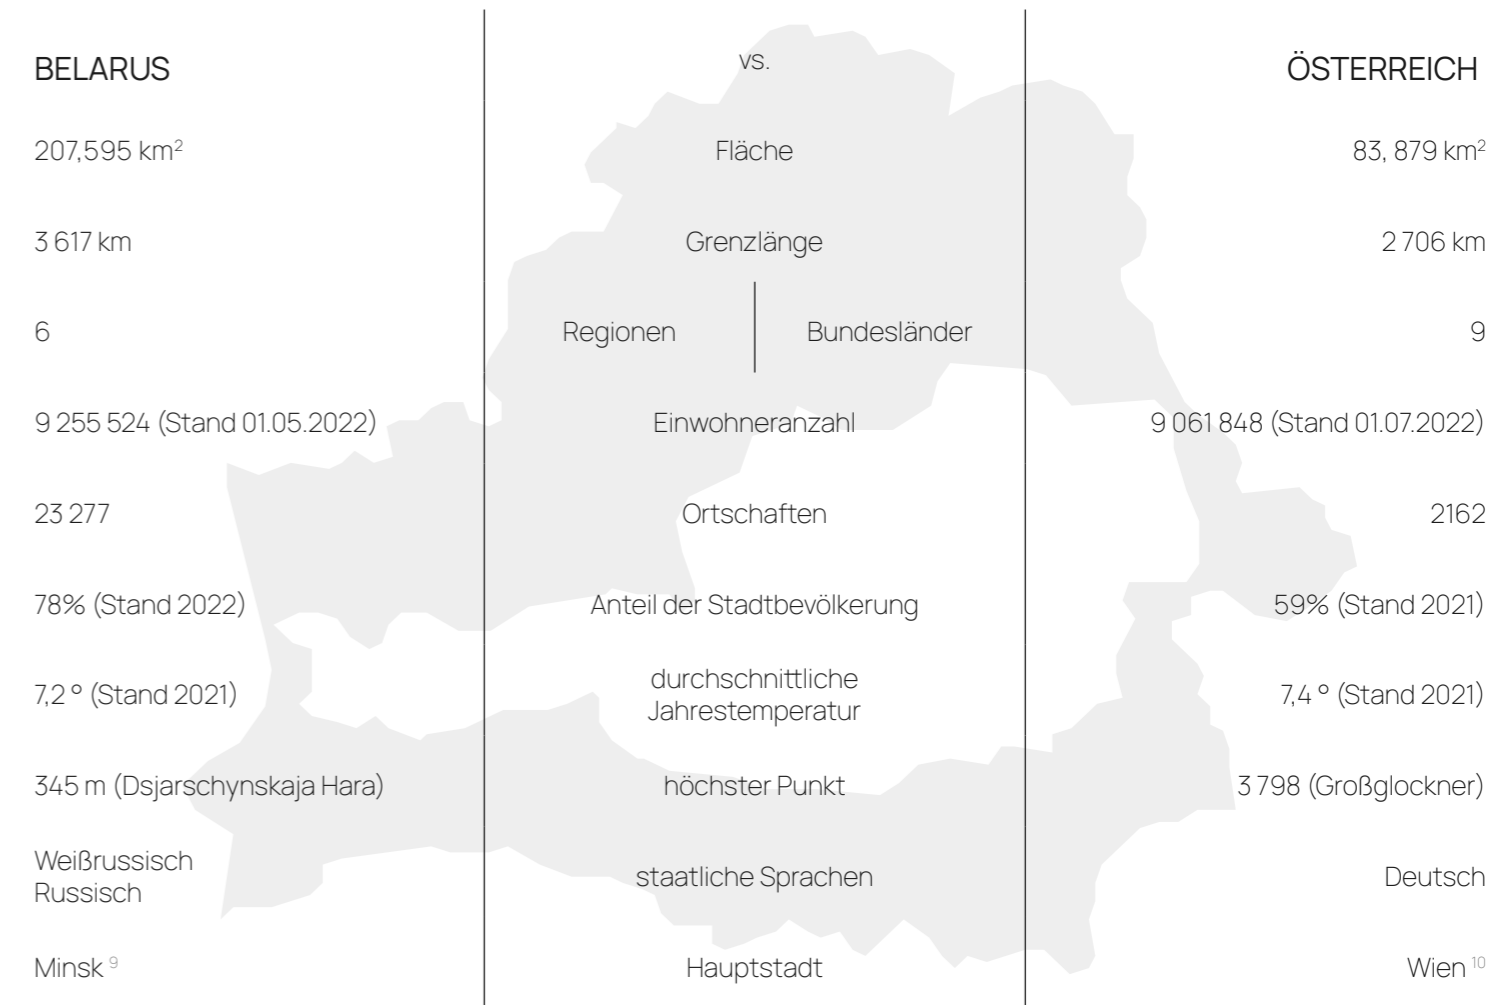 BELARUS vs. ÖSTERREICH
207,595 km² Fläche 83, 879 km²
3 617 km Grenzlänge 2 706 km
6 Regionen Bundesländer 9
9 255 524 (Stand 01.05.2022) Einwohneranzahl 9 061 848 (Stand 01.07.2022)
23 277 Ortschaften 2162
78% (Stand 2022) Anteil der Stadtbevölkerung 59% (Stand 2021)
7,2 ° (Stand 2021) durchschnittliche
Jahrestemperatur 7,4 ° (Stand 2021)
345 m (Dsjarschynskaja Hara) höchster Punkt 3 798 (Großglockner)
Weißrussisch
Russisch staatliche Sprachen Deutsch
Minsk ⁹ Hauptstadt Wien ¹⁰